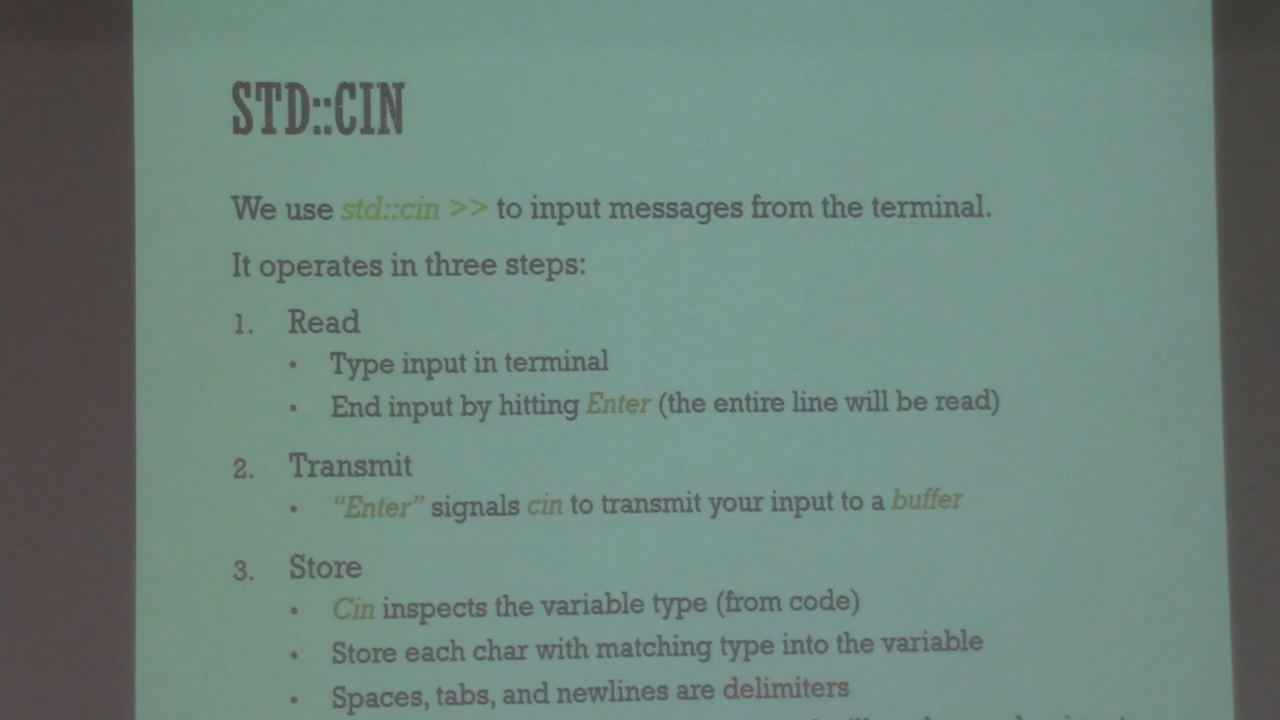 STD::CIN
We use std::cin >> to input messages from the terminal.
It operates in three steps:
1. Read
• Type input in terminal
• End input by hitting Enter (the entire line will be read)
2. Transmit
• “Enter” signals cin to transmit your input to a buffer
3. Store
• Cin inspects the variable type (from code)
• Store each char with matching type into the variable
• Spaces, tabs, and newlines are delimiters